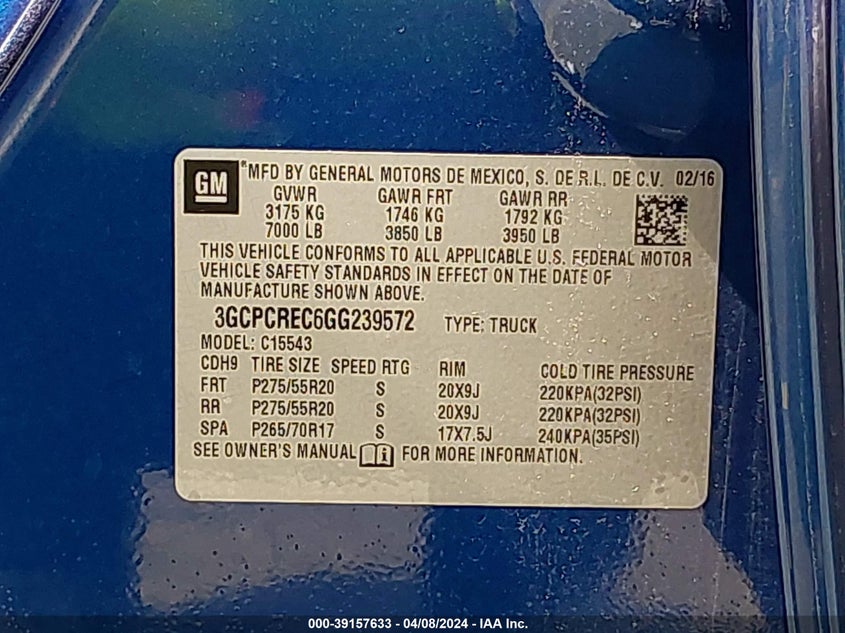 GM
*MFD BY GENERAL MOTORS DE MEXICO, S. DE R.L. DE C.V. 02/16
GVWR GAWR FRT GAWR RR
3175 KG 1746 KG 1792 KG
7000 LB 3850 LB 3950 LB
THIS VEHICLE CONFORMS TO ALL APPLICABLE U.S. FEDERAL MOTOR
VEHICLE SAFETY STANDARDS IN EFFECT ON THE DATE OF
MANUFACTURE SHOWN ABOVE.
3GCPCREC6GG239572 TYPE: TRUCK
MODEL: C15543
CDH9 TIRE SIZE SPEED RTG RIM COLD TIRE PRESSURE
FRT P275/55R20 S 20X9J 220KPA(32PSI)
RR P275/55R20 S 20X9J 220KPA(32PSI)
SPA P265/70R17 S 17X7.5J 240KPA(35PSI)
SEE OWNER'S MANUAL i FOR MORE INFORMATION.
000-39157633 - 04/08/2024 - IAA Inc.